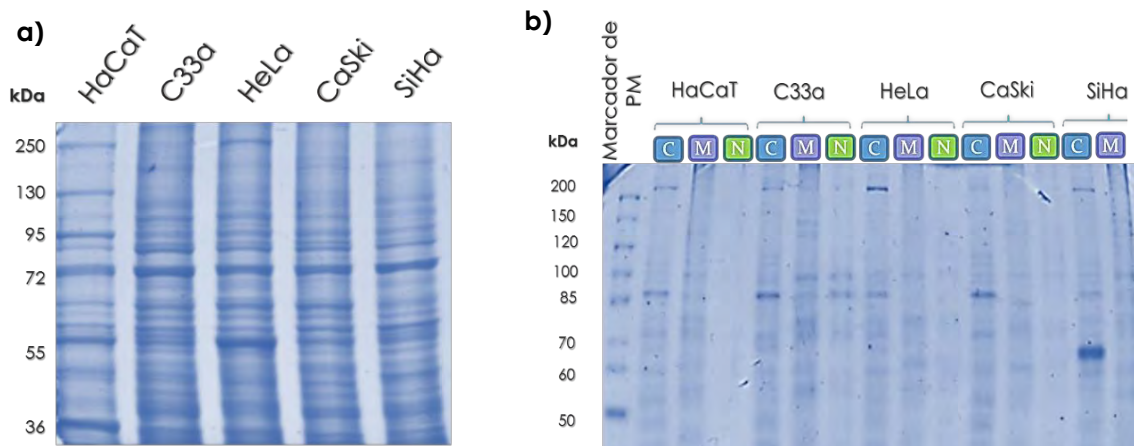 a)
HaCaT C33a HeLa CaSki SiHa
kDa
250
130
95
72
55
36
b)
Marcador de PM
HaCaT C33a HeLa CaSki SiHa
kDa
C M N C M N C M N C M N C M
200
150
120
100
85
70
60
50